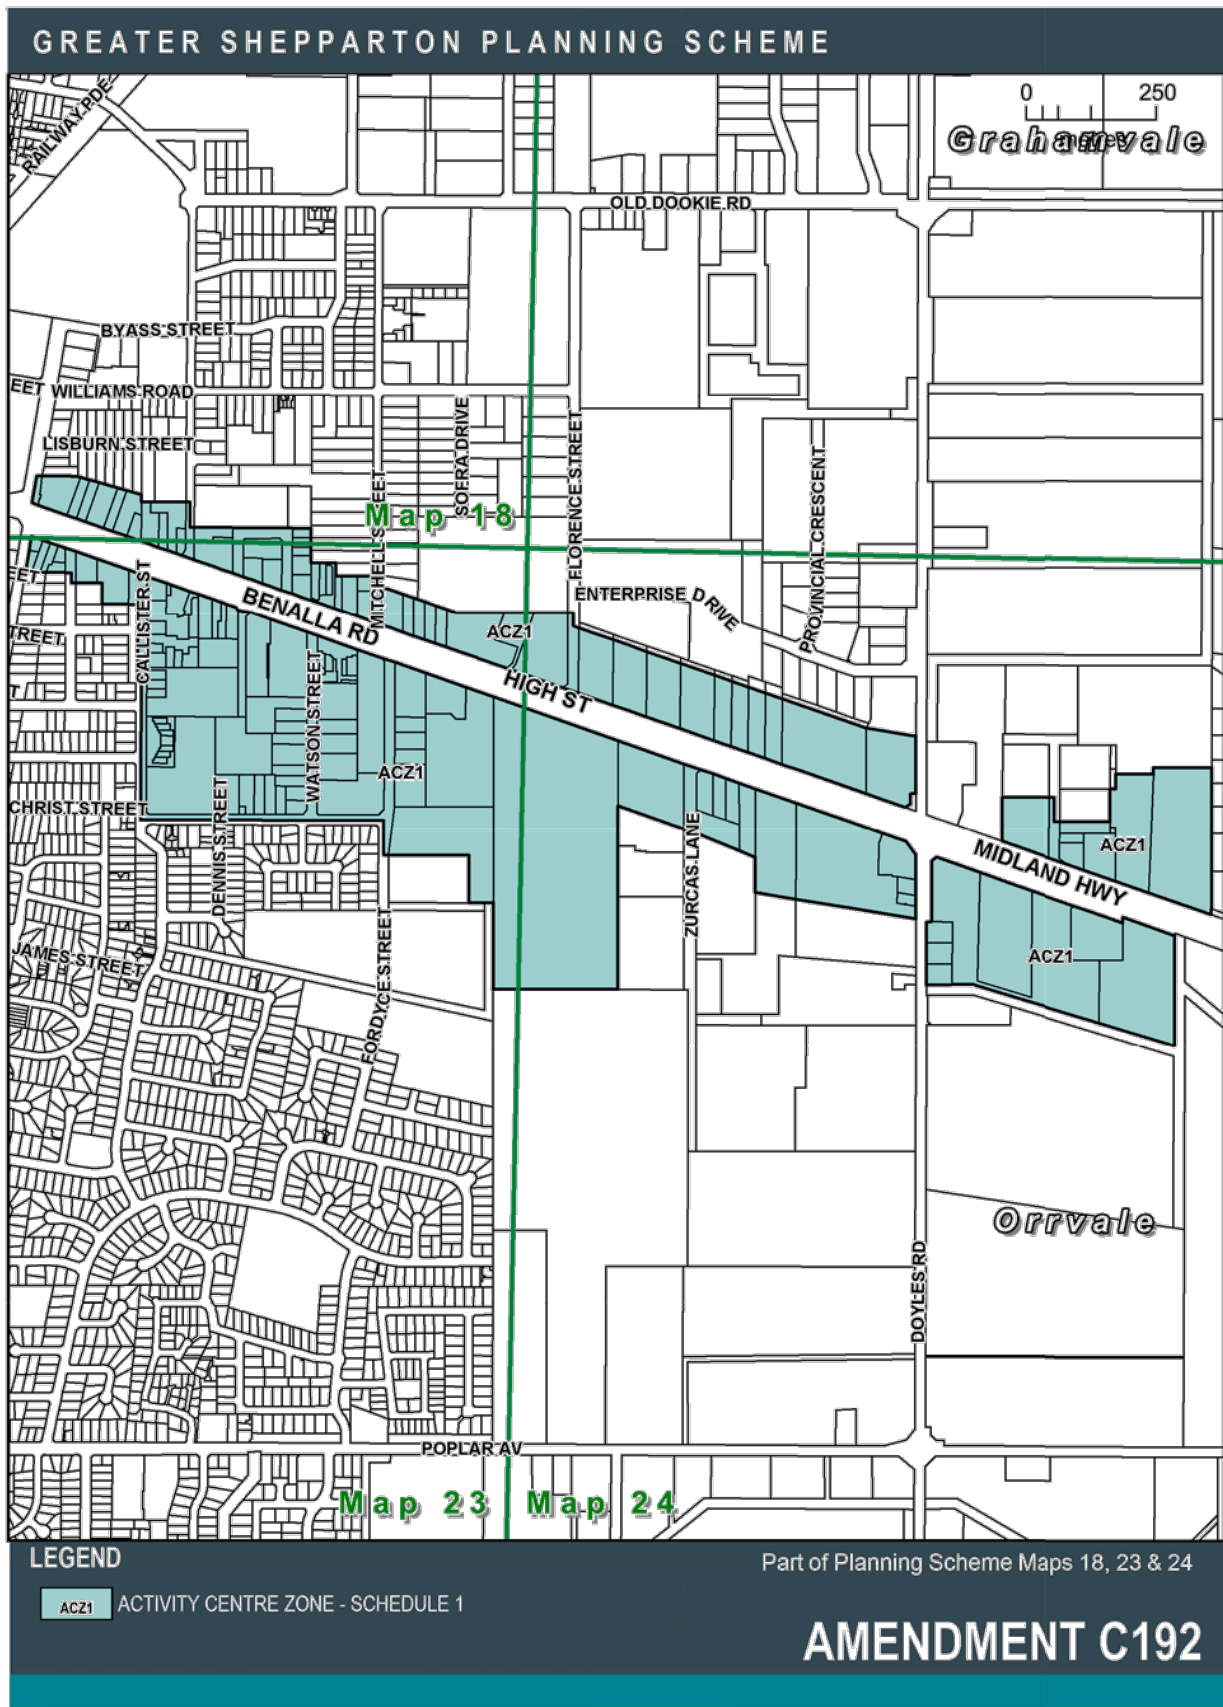 GREATER SHEPPARTON PLANNING SCHEME
0 250
RAILWAY PDE
Grahamvale
OLD DOOKIE RD
BYASS STREET
EET WILLIAMS ROAD
LISBURN STREET
SOFRA DRIVE
FLORENCE STREET
MITCHELL STREET
Map 18
PROVINCIAL CRESCENT
EET
CALLISTER ST
BENALLA RD
ENTERPRISE DRIVE
TREET
ACZ1
T
HIGH ST
WATSON STREET
ACZ1
CHRIST STREET
DENNIS STREET
ZURCAS LANE
ACZ1
MIDLAND HWY
JAMES STREET
FORDYCE STREET
ACZ1
Orrvale
DOYLES RD
POPLAR AV
Map 23 Map 24
LEGEND
Part of Planning Scheme Maps 18, 23 & 24
ACZ1 ACTIVITY CENTRE ZONE - SCHEDULE 1
AMENDMENT C192